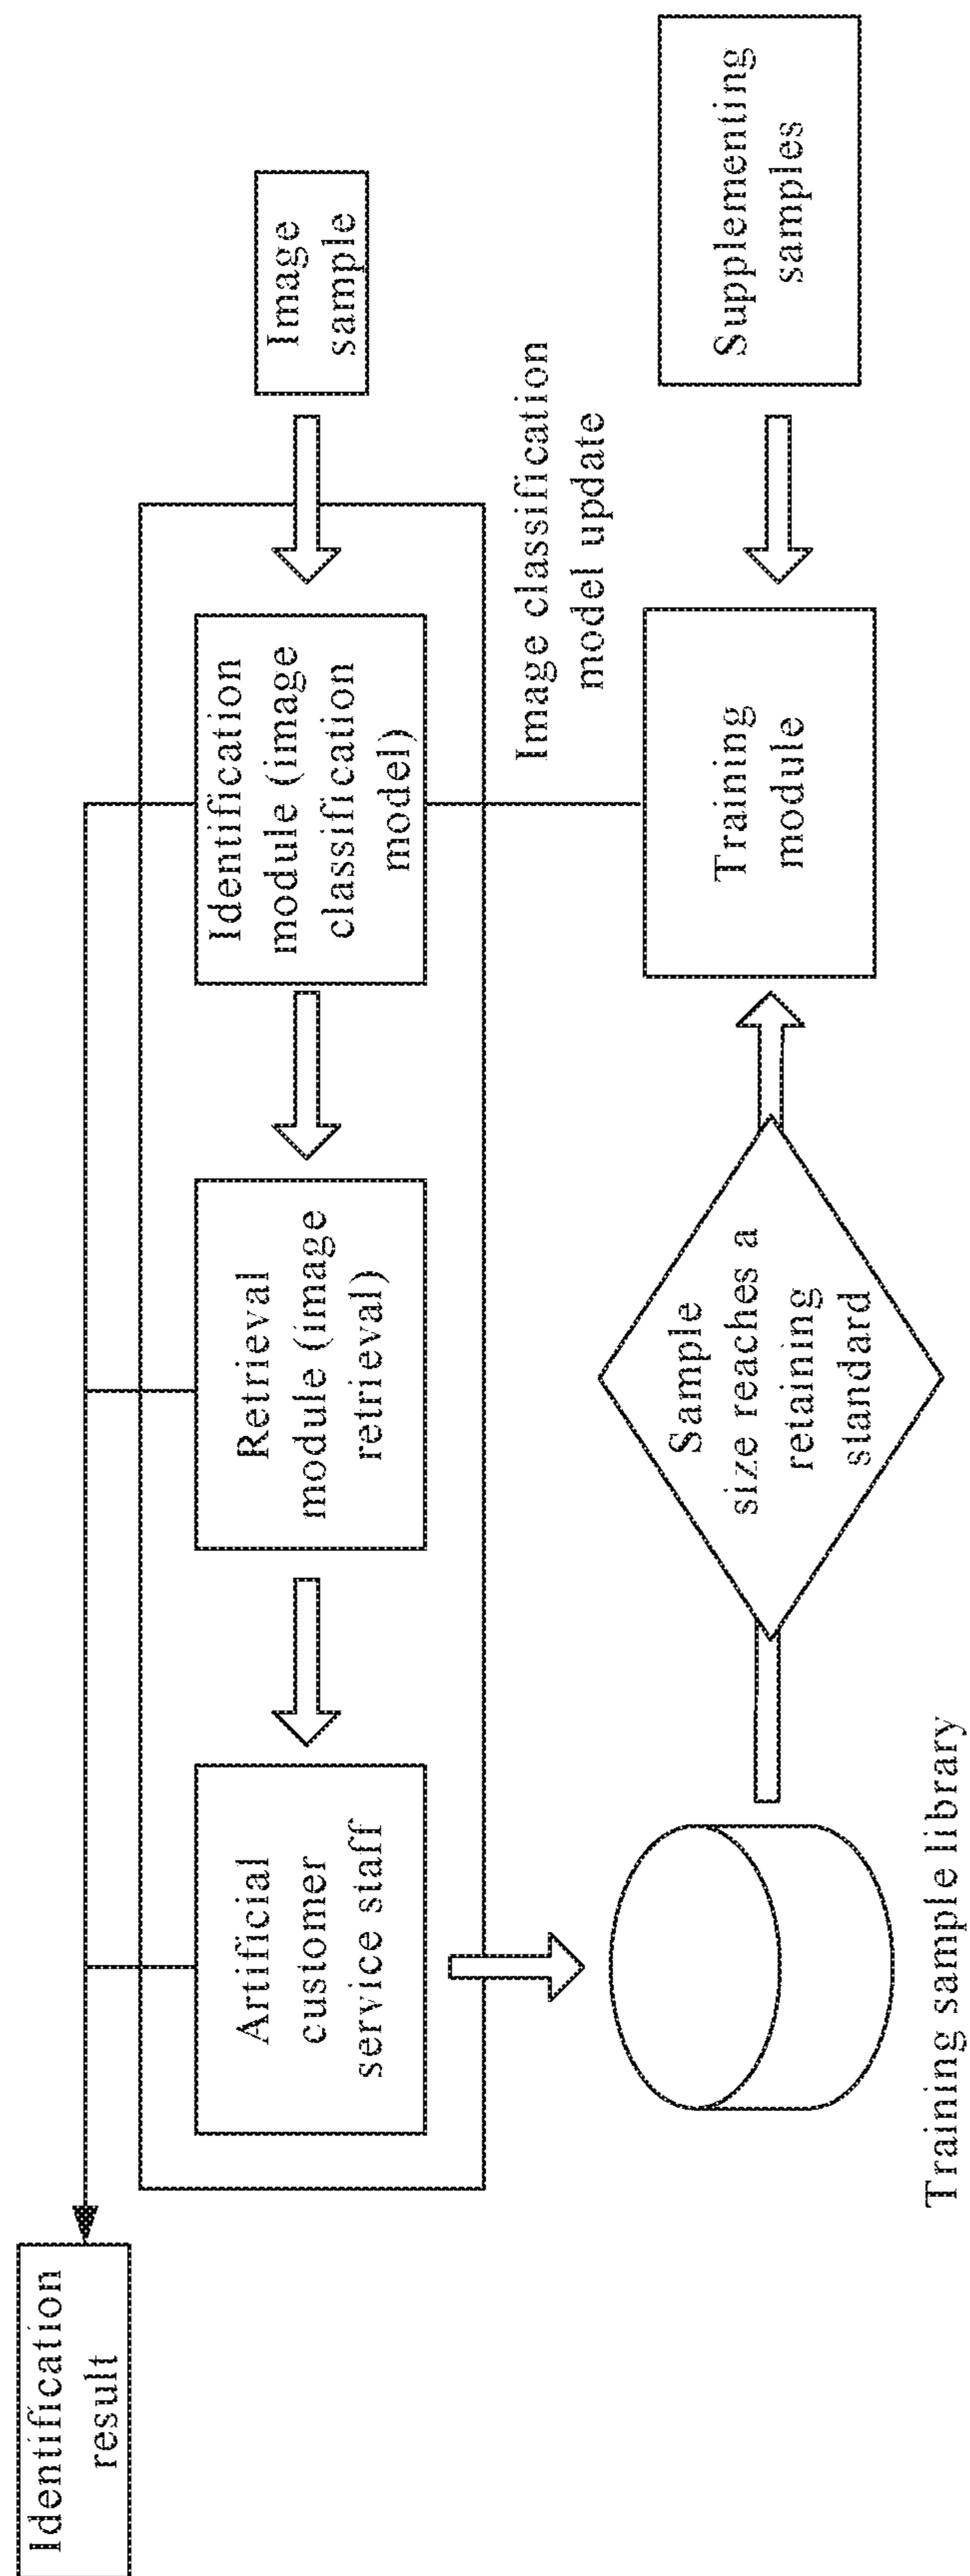 Identification
result
Artificial
customer
service staff
Retrieval
module (image
retrieval)
Identification
module (image
classification
model)
Image
sample
Image classification
model update
Training sample library
Sample
size reaches a
retaining
standard
Training
module
Supplementing
samples